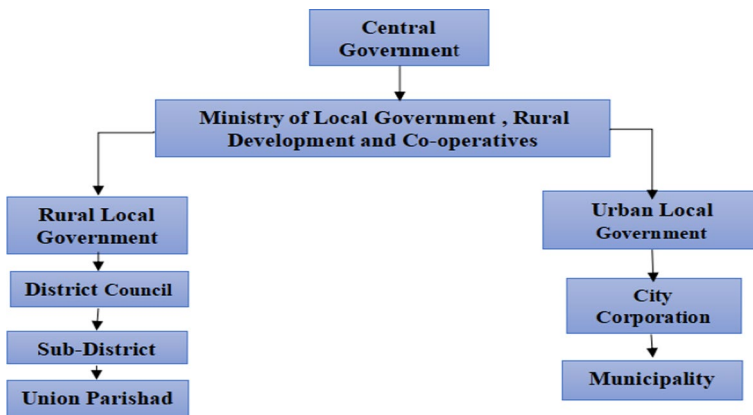 Central
Government
Ministry of Local Government , Rural
Development and Co-operatives
Rural Local
Government
District Council
Sub-District
Union Parishad
Urban Local
Government
City
Corporation
Municipality